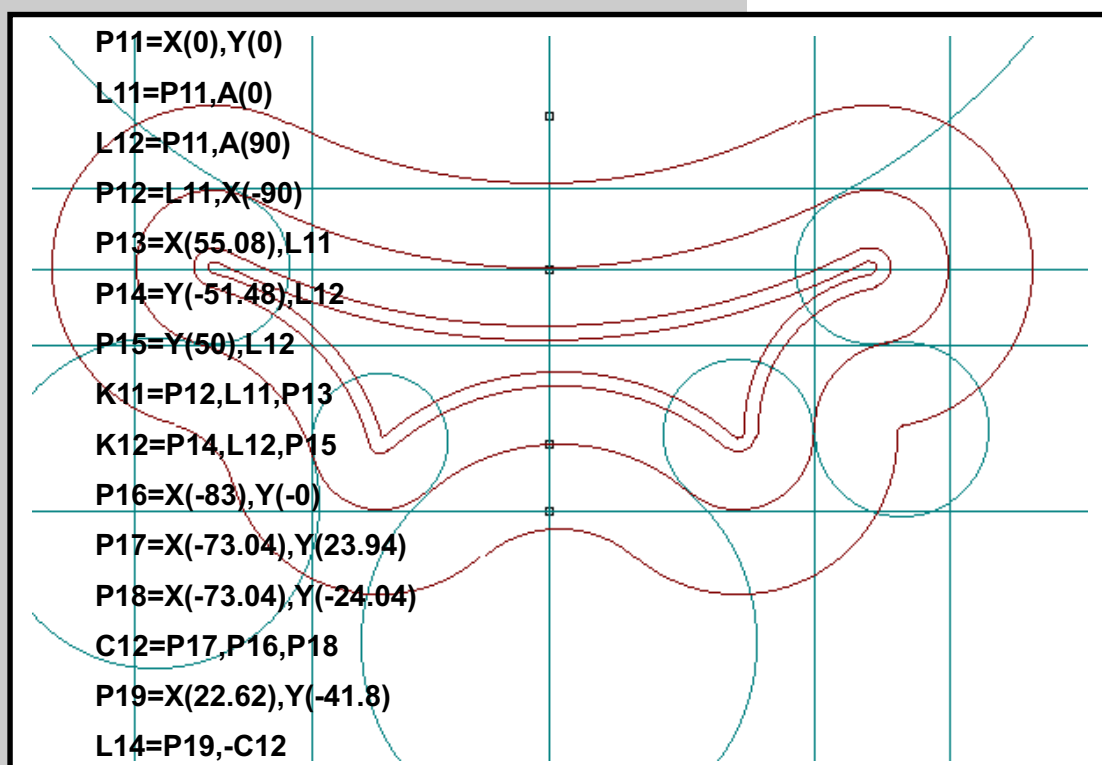 P11=X(0),Y(0)
L11=P11,A(0)
L12=P11,A(90)
P12=L11,X(-90)
P13=X(55.08),L11
P14=Y(-51.48),L12
P15=Y(50),L12
K11=P12,L11,P13
K12=P14,L12,P15
P16=X(-83),Y(-0)
P17=X(-73.04),Y(23.94)
P18=X(-73.04),Y(-24.04)
C12=P17,P16,P18
P19=X(22.62),Y(-41.8)
L14=P19,-C12